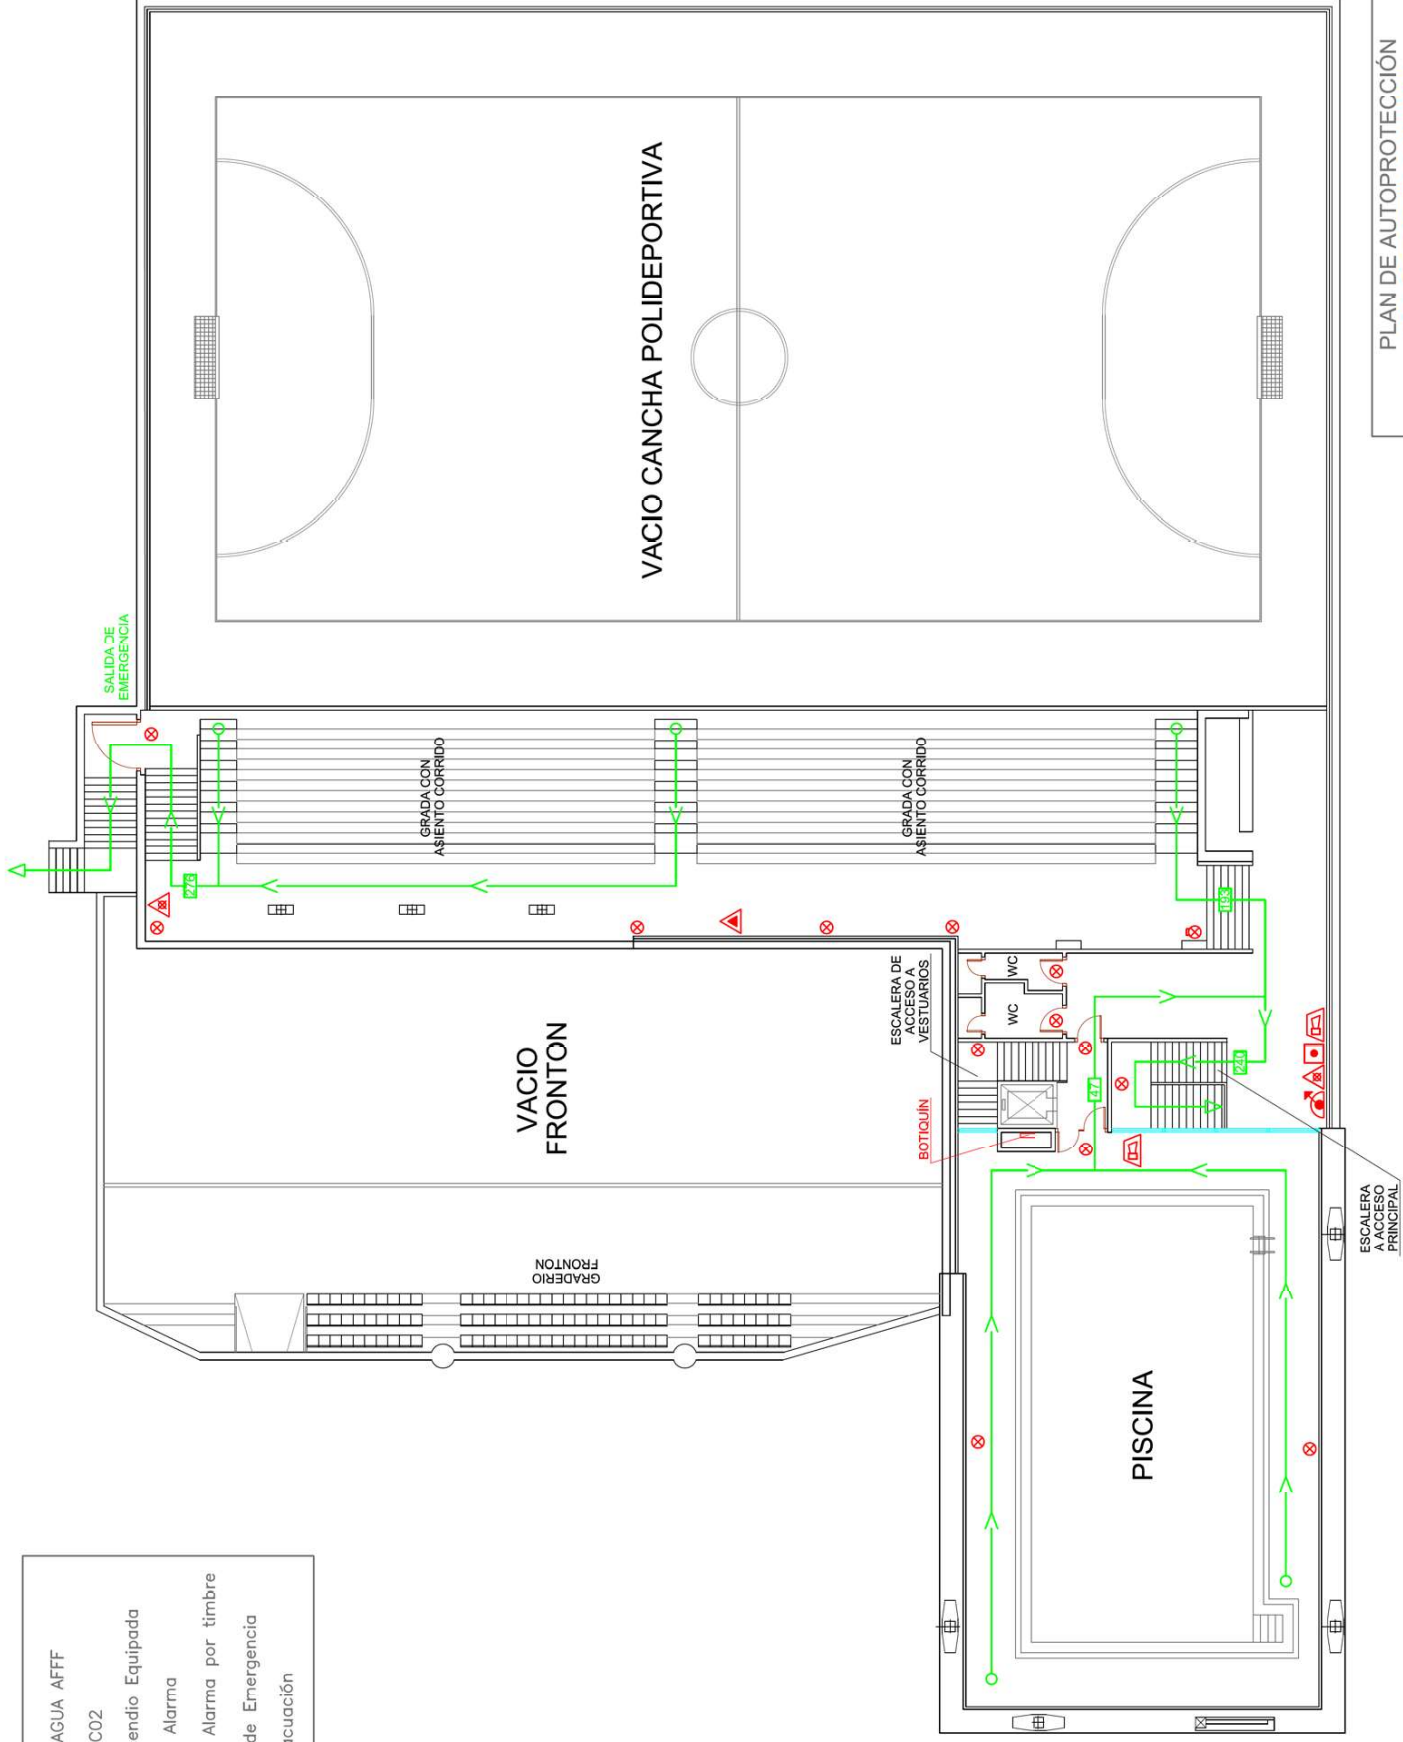 AGUA AFFF
CO2
endio Equipada
Alarma
Alarma por timbre
de Emergencia
acuación
SALIDA DE
EMERGENCIA
276
GRADA CON
ASIENTO CORRIDO
GRADA CON
ASIENTO CORRIDO
VACIO CANCHA POLIDEPORTIVA
VACIO
FRONTON
GRADERIO
FRONTON
ESCALERA DE
ACCESO A
VESTUARIOS
WC
WC
193
47
240
BOTIQUÍN
PISCINA
ESCALERA
A ACCESO
PRINCIPAL
PLAN DE AUTOPROTECCIÓN